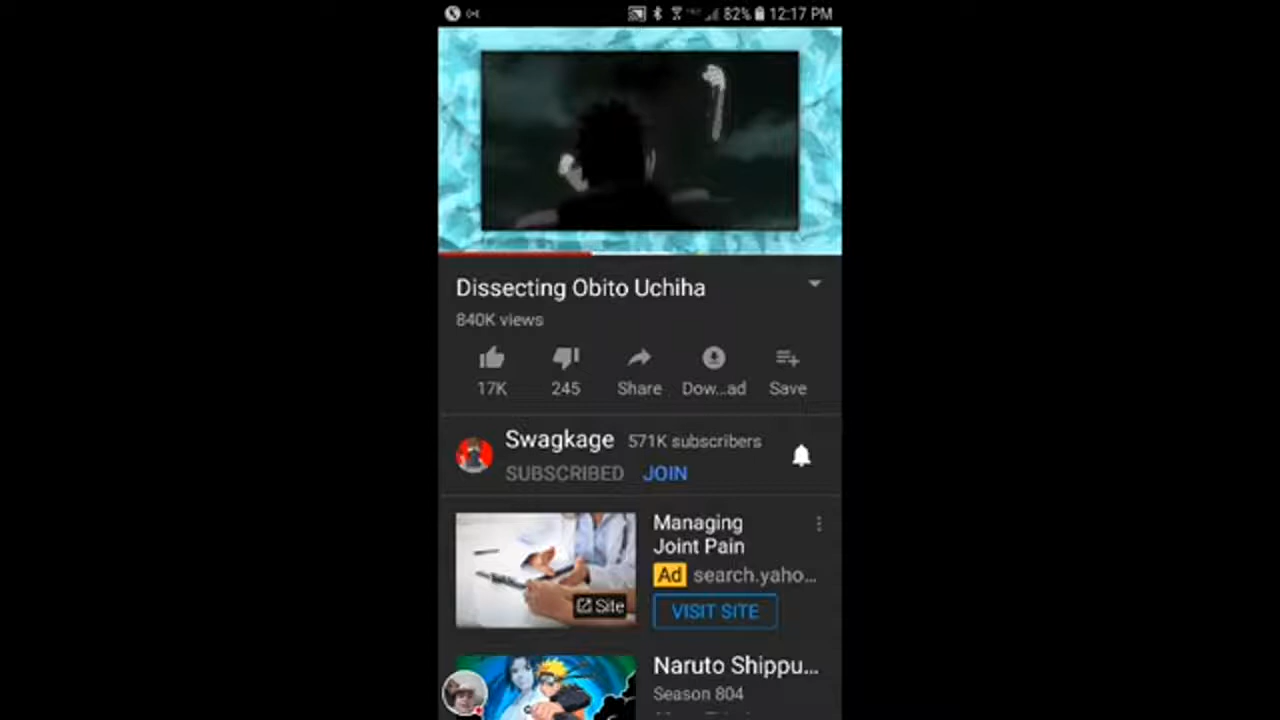 82% 12:17 PM
Dissecting Obito Uchiha
840K views
17K 245 Share Dow...ad Save
Swagkage 571K subscribers
SUBSCRIBED JOIN
Managing
Joint Pain
Ad search.yaho...
Site
VISIT SITE
Naruto Shippu...
Season 804